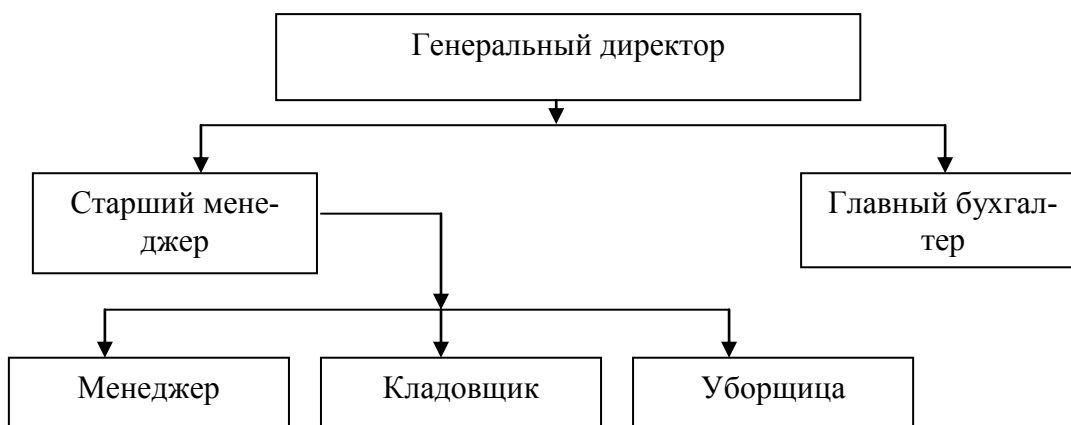 Генеральный директор
Старший мене-
джер
Главный бухгал-
тер
Менеджер
Кладовщик
Уборщица